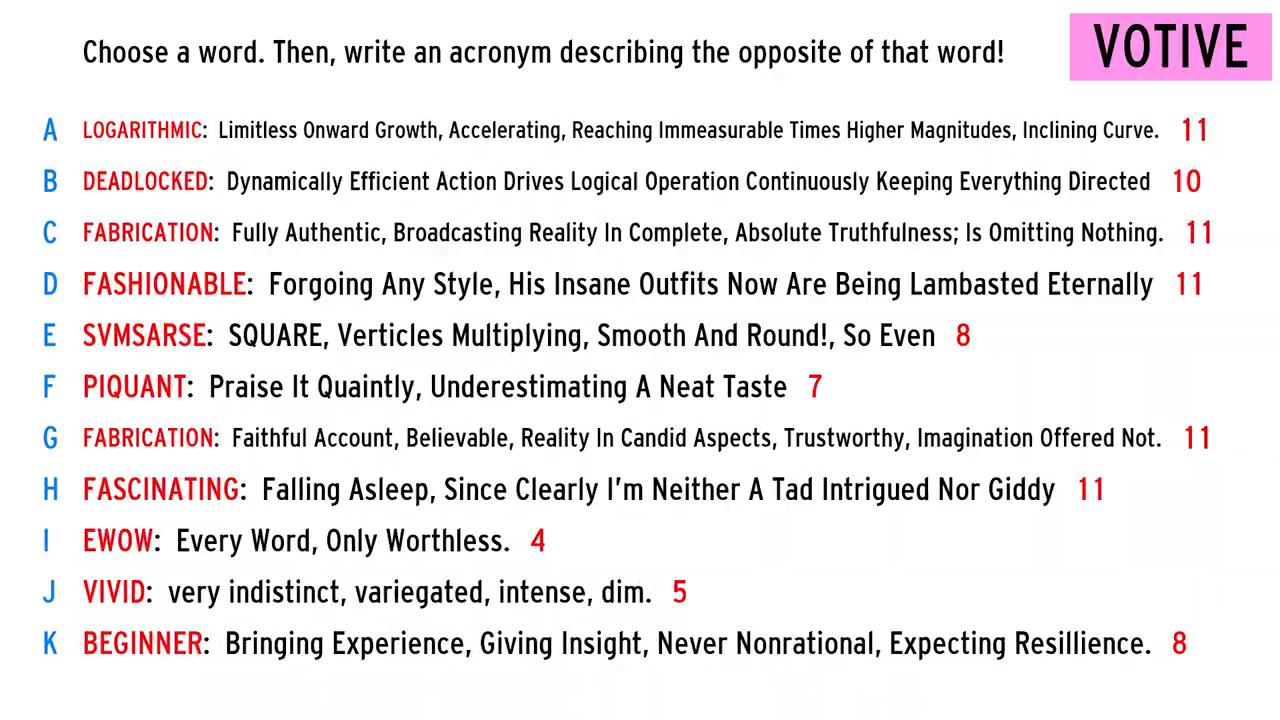 Choose a word. Then, write an acronym describing the opposite of that word!
VOTIVE
A LOGARITHMIC: Limitless Onward Growth, Accelerating, Reaching Immeasurable Times Higher Magnitudes, Inclining Curve. 11
B DEADLOCKED: Dynamically Efficient Action Drives Logical Operation Continuously Keeping Everything Directed 10
C FABRICATION: Fully Authentic, Broadcasting Reality In Complete, Absolute Truthfulness; Is Omitting Nothing. 11
D FASHIONABLE: Forgoing Any Style, His Insane Outfits Now Are Being Lambasted Eternally 11
E SVMSARSE: SQUARE, Verticles Multiplying, Smooth And Round!, So Even 8
F PIQUANT: Praise It Quaintly, Underestimating A Neat Taste 7
G FABRICATION: Faithful Account, Believable, Reality In Candid Aspects, Trustworthy, Imagination Offered Not. 11
H FASCINATING: Falling Asleep, Since Clearly I'm Neither A Tad Intrigued Nor Giddy 11
I EWOW: Every Word, Only Worthless. 4
J VIVID: very indistinct, variegated, intense, dim. 5
K BEGINNER: Bringing Experience, Giving Insight, Never Nonrational, Expecting Resillience. 8